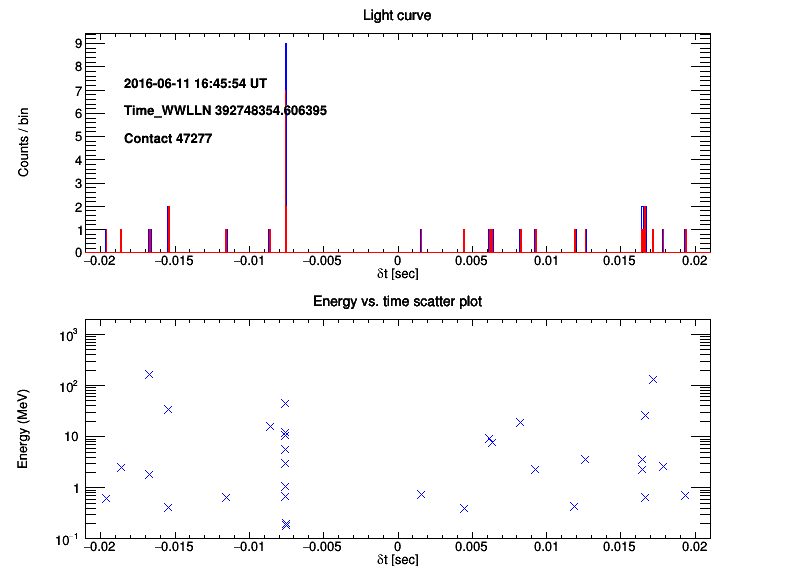 Light curve
Counts / bin
9
8
7
6
5
4
3
2
1
0
2016-06-11 16:45:54 UT
Time_WWLLN 392748354.606395
Contact 47277
−0.02 −0.015 −0.01 −0.005 0 0.005 0.01 0.015 0.02
δt [sec]
Energy vs. time scatter plot
Energy (MeV)
10³
10²
10
1
10⁻¹
−0.02 −0.015 −0.01 −0.005 0 0.005 0.01 0.015 0.02
δt [sec]